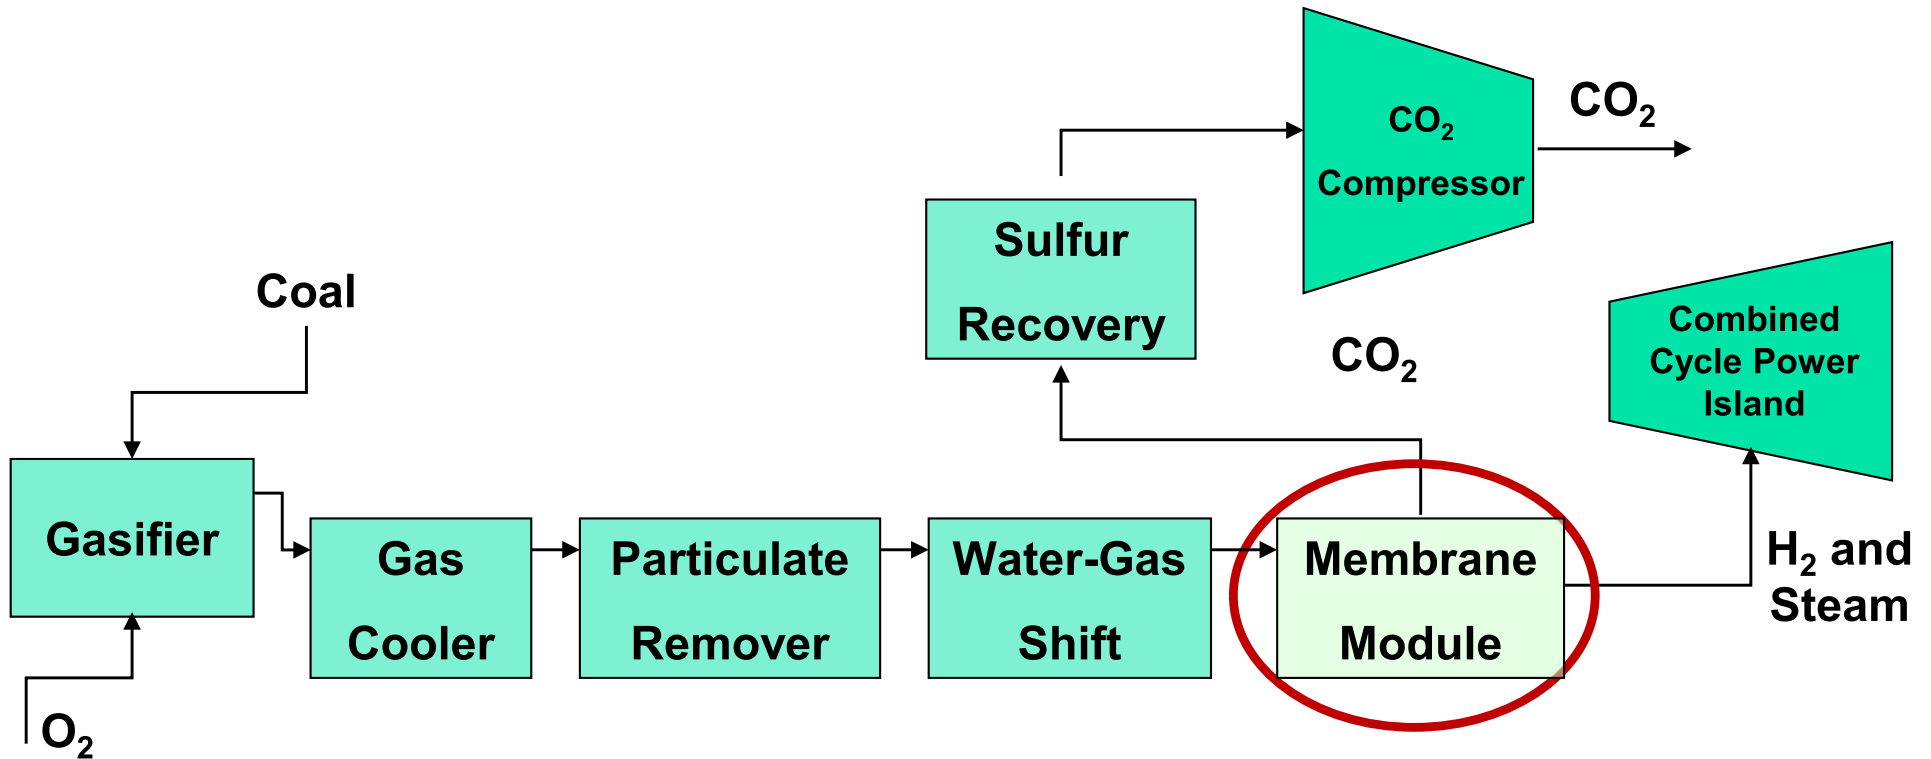 CO₂
Compressor
CO₂
Sulfur
Recovery
Coal
CO₂
Combined
Cycle Power
Island
Gasifier
Gas
Cooler
Particulate
Remover
Water-Gas
Shift
Membrane
Module
H₂ and
Steam
O₂